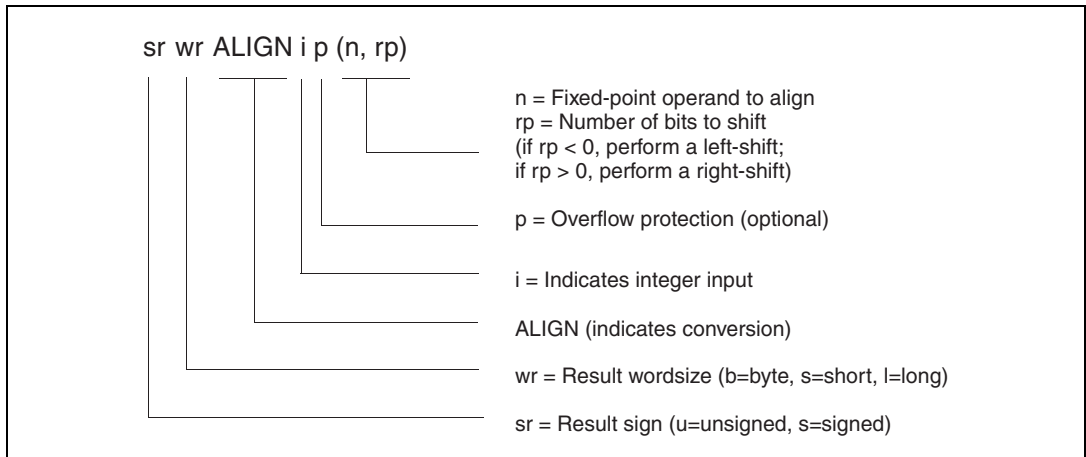 sr wr ALIGN i p (n, rp)
n = Fixed-point operand to align
rp = Number of bits to shift
(if rp < 0, perform a left-shift;
if rp > 0, perform a right-shift)
p = Overflow protection (optional)
i = Indicates integer input
ALIGN (indicates conversion)
wr = Result wordsize (b=byte, s=short, l=long)
sr = Result sign (u=unsigned, s=signed)